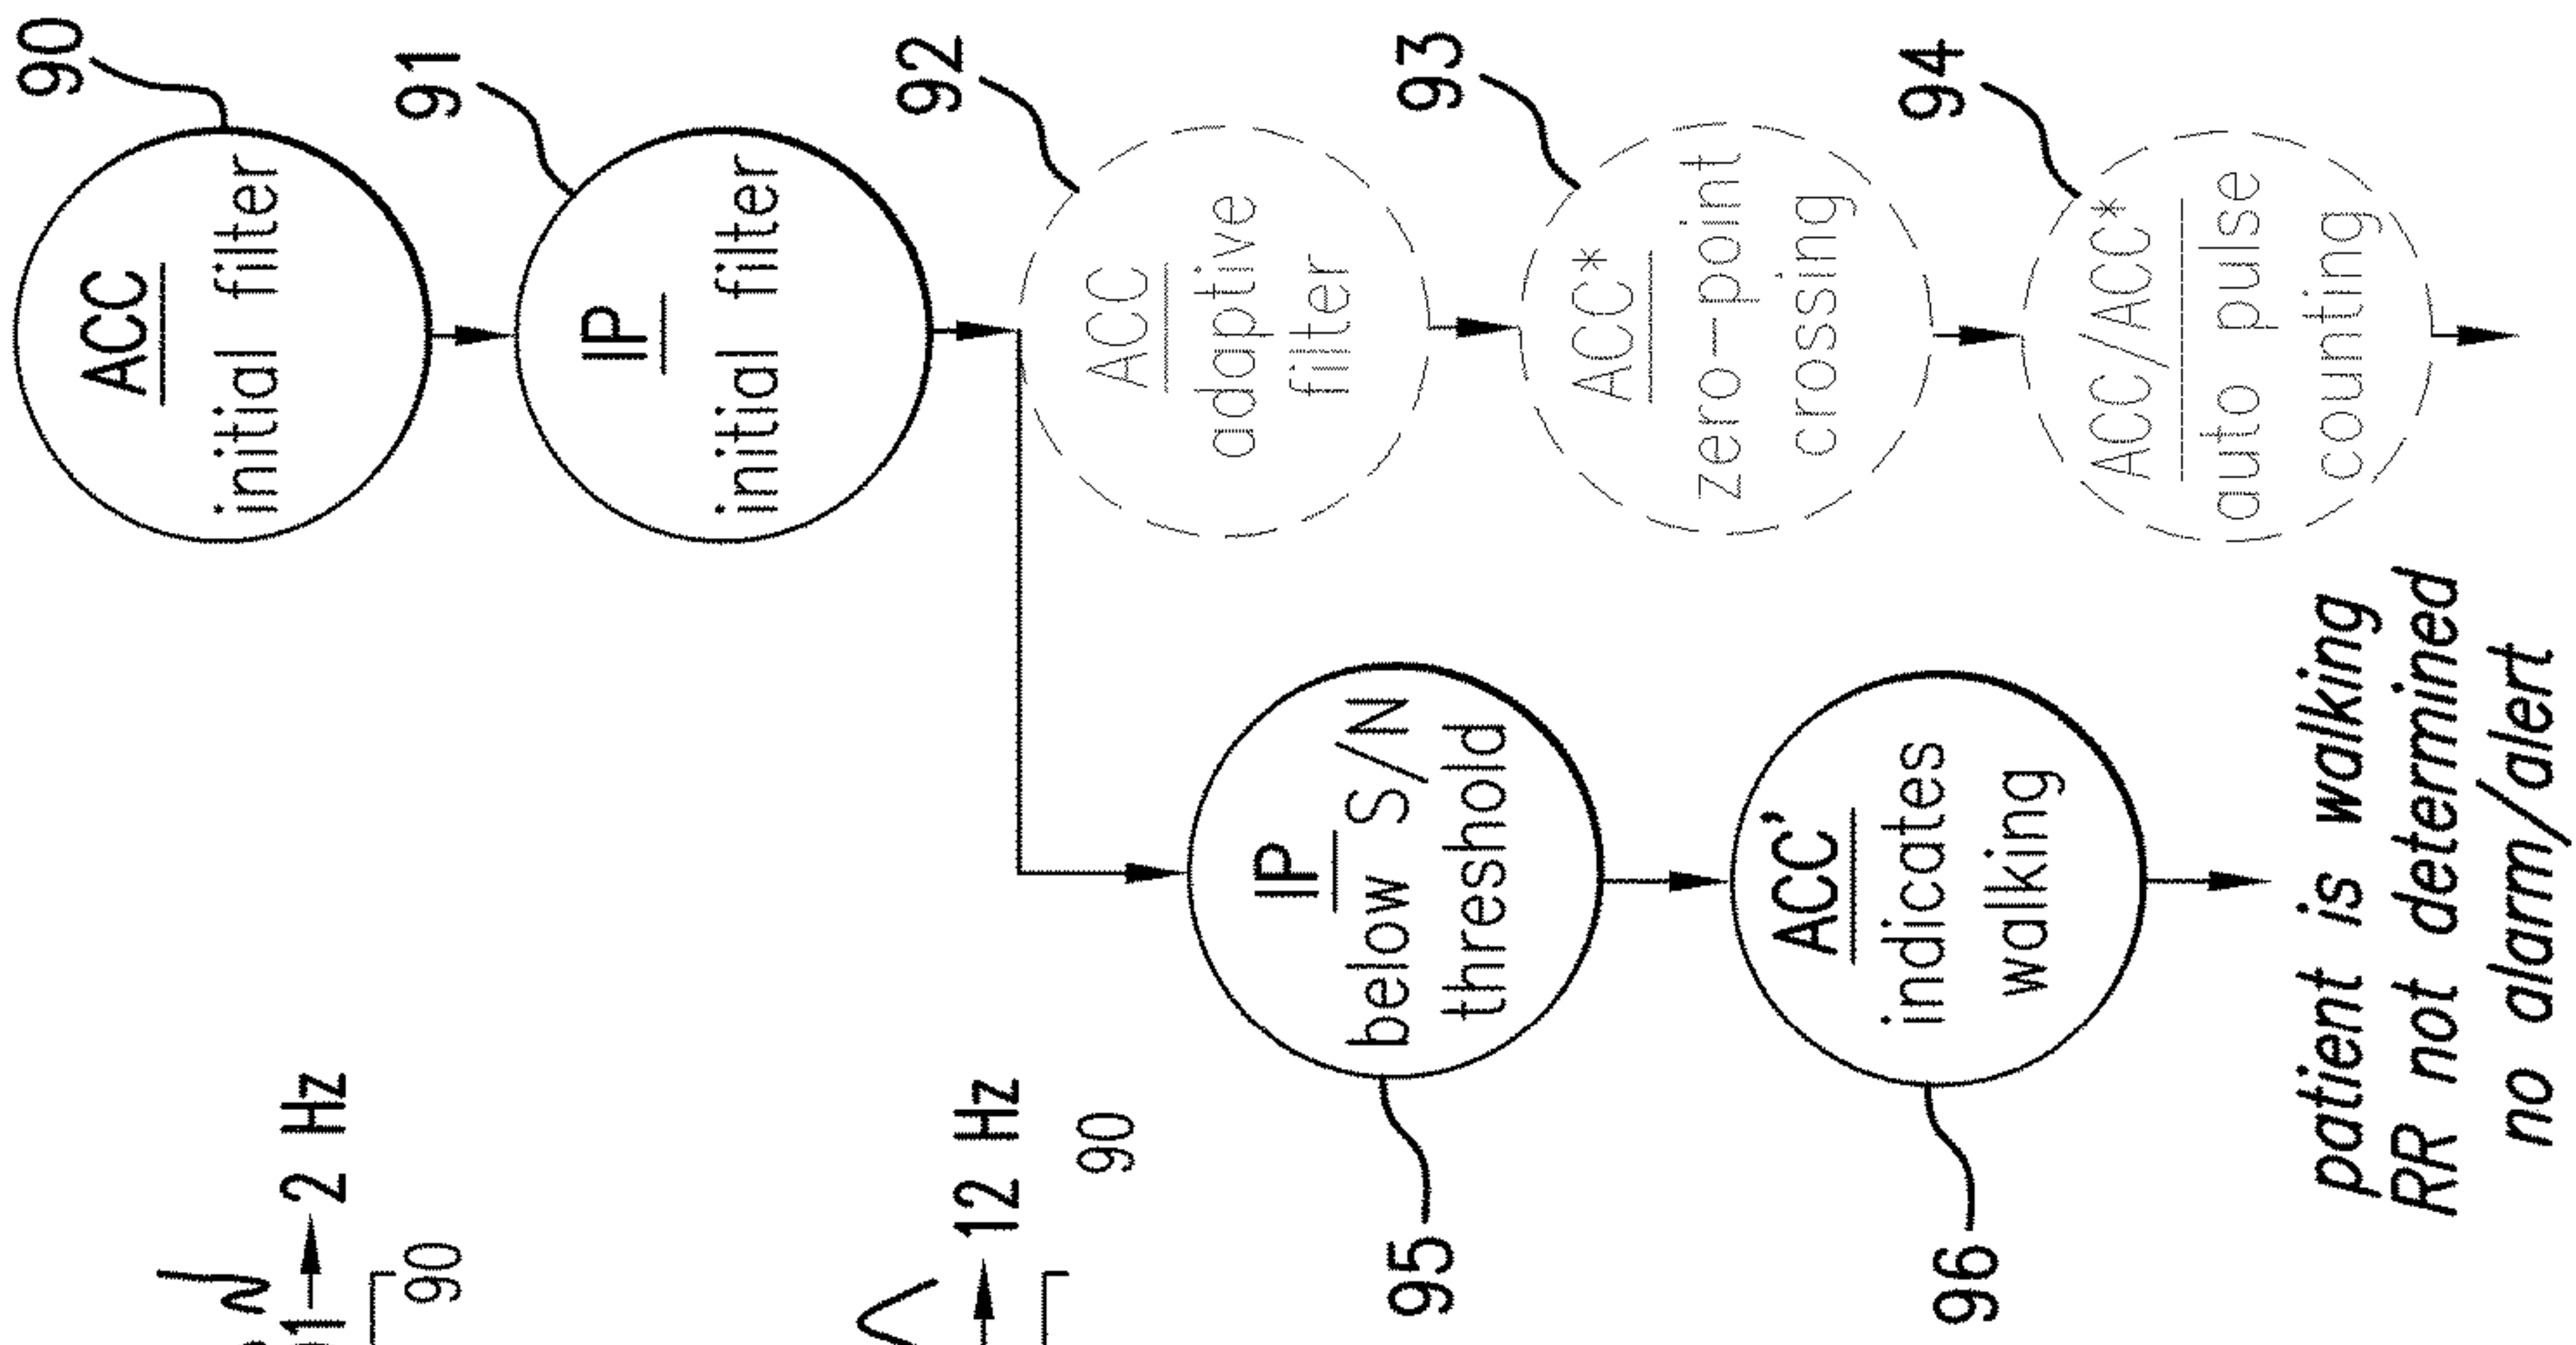 90
ACC
initial filter
2 Hz
90
91
IP
initial filter
92
ACC
adaptive
filter
12 Hz
90
93
ACC*
zero-point
crossing
95
IP
below S/N
threshold
94
ACC/ACC*
auto pulse
counting
96
ACC'
indicates
walking
patient is walking
RR not determined
no alarm/alert